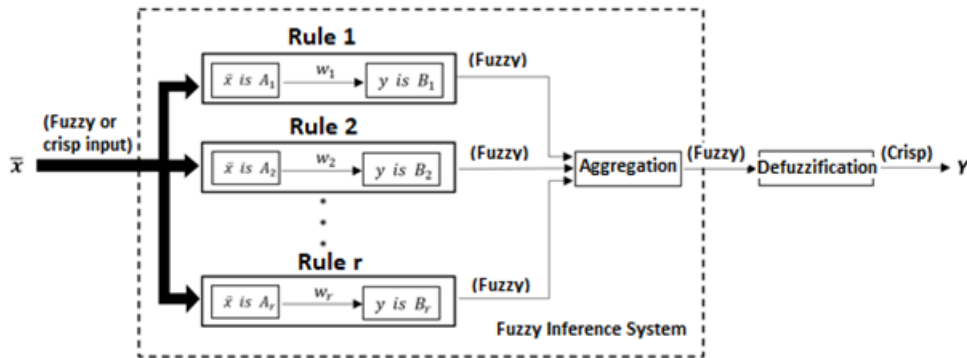 Rule 1
(Fuzzy)
x̄ is A₁ w₁ y is B₁
(Fuzzy or
crisp input)
x̿
Rule 2
(Fuzzy)
x̄ is A₂ w₂ y is B₂
Aggregation
(Fuzzy)
Defuzzification
(Crisp)
Y
Rule r
(Fuzzy)
x̄ is Aᵣ wᵣ y is Bᵣ
Fuzzy Inference System